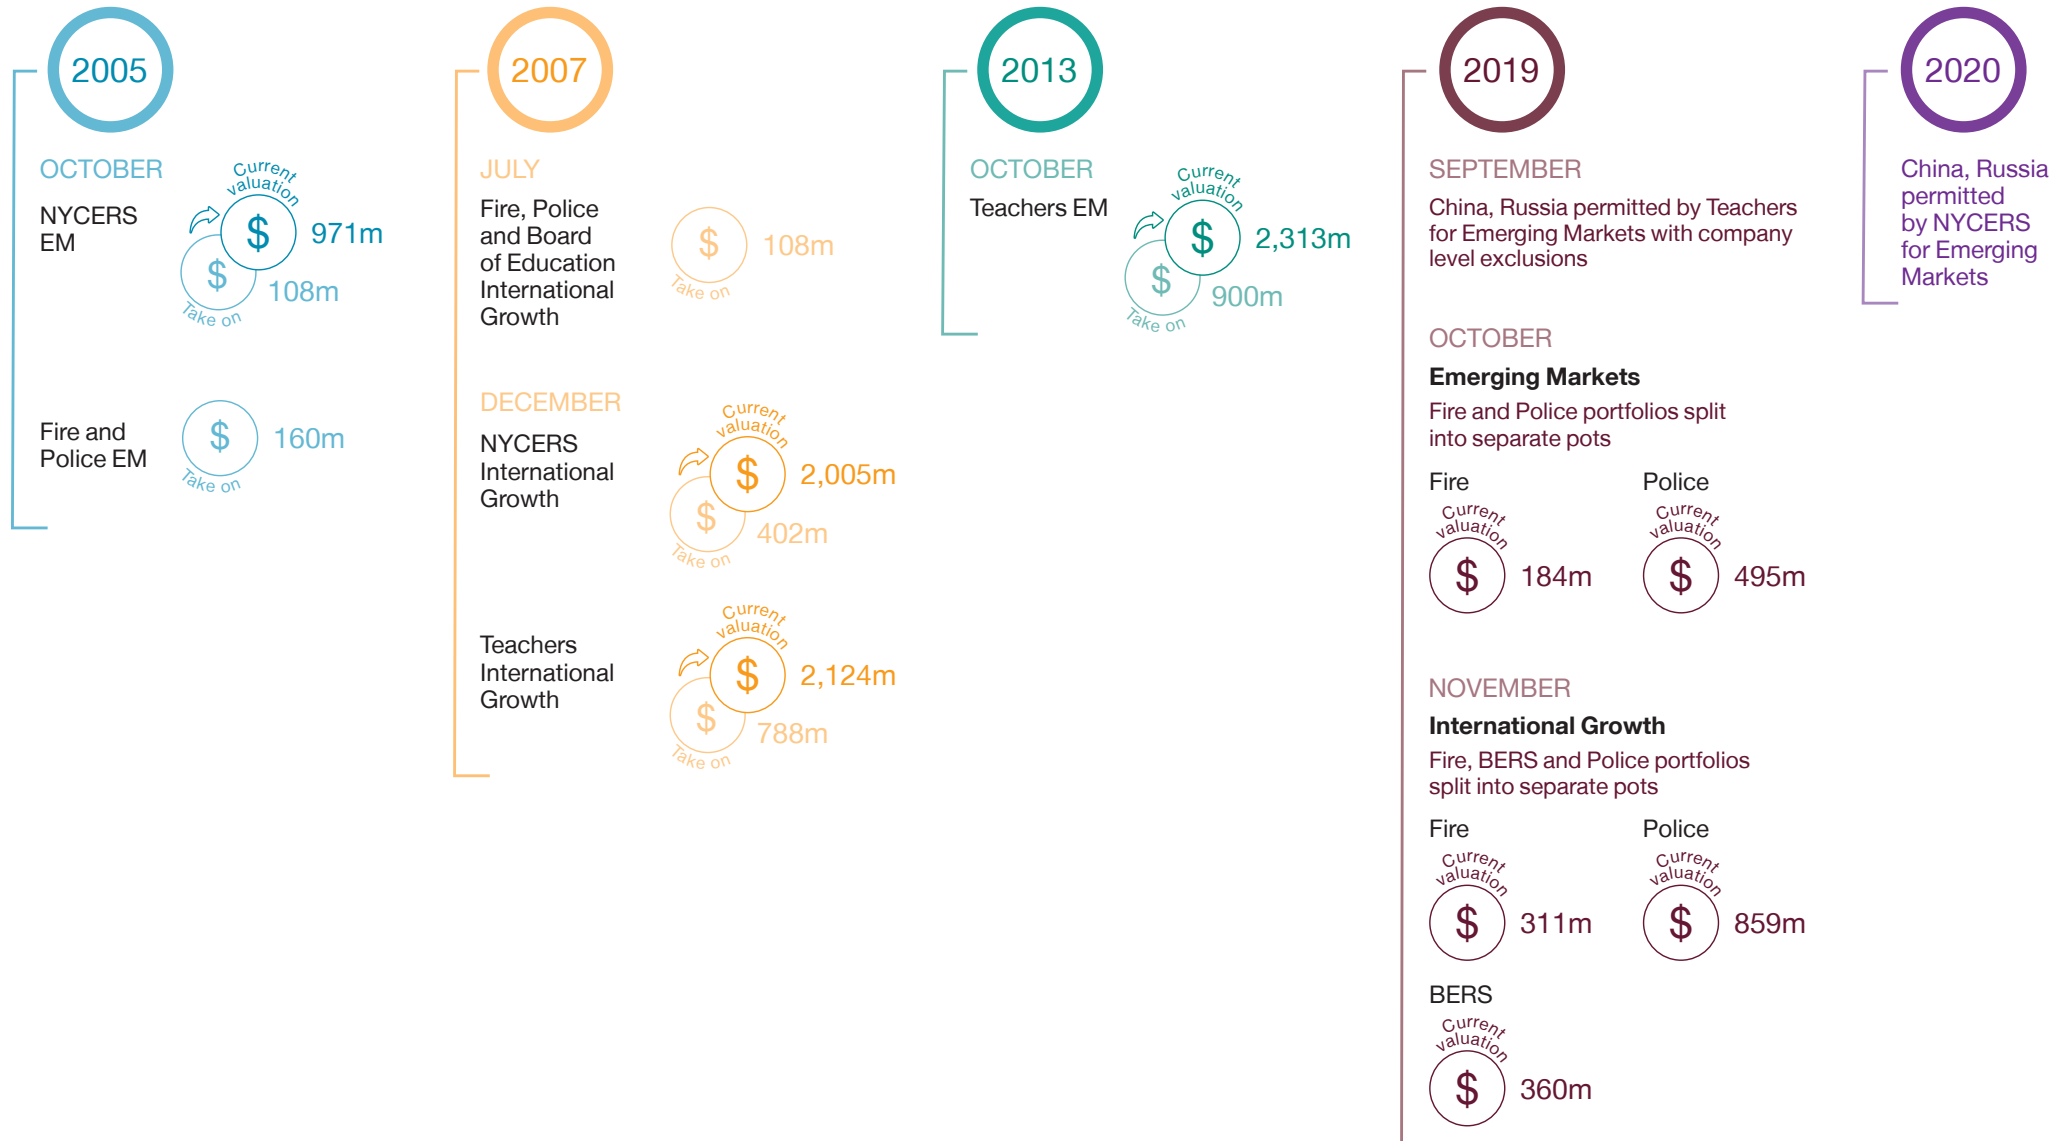 2005
OCTOBER
NYCERS
EM
Current
valuation
$
971m
$
108m
Take on
Fire and
Police EM
$
160m
Take on
2007
JULY
Fire, Police
and Board
of Education
International
Growth
$
108m
Take on
DECEMBER
NYCERS
International
Growth
Current
valuation
$
2,005m
$
402m
Take on
Teachers
International
Growth
Current
valuation
$
2,124m
$
788m
Take on
2013
OCTOBER
Teachers EM
Current
valuation
$
2,313m
$
900m
Take on
2019
SEPTEMBER
China, Russia permitted by Teachers
for Emerging Markets with company
level exclusions
OCTOBER
Emerging Markets
Fire and Police portfolios split
into separate pots
Fire
Current
valuation
$
184m
Police
Current
valuation
$
495m
NOVEMBER
International Growth
Fire, BERS and Police portfolios
split into separate pots
Fire
Current
valuation
$
311m
Police
Current
valuation
$
859m
BERS
Current
valuation
$
360m
2020
China, Russia
permitted
by NYCERS
for Emerging
Markets